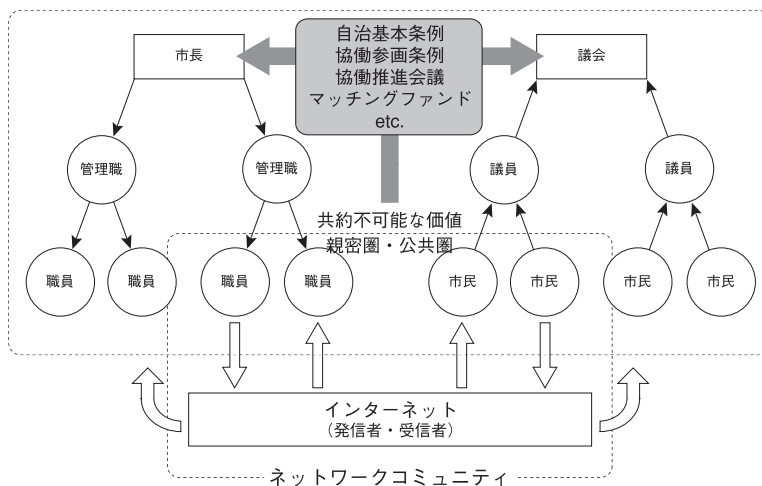 自治基本条例
協働参画条例
協働推進会議
マッチングファンド
etc.
市長
議会
管理職
管理職
議員
議員
共約不可能な価値
親密圏・公共圏
職員
職員
職員
職員
市民
市民
市民
市民
インターネット
（発信者・受信者）
ネットワークコミュニティ